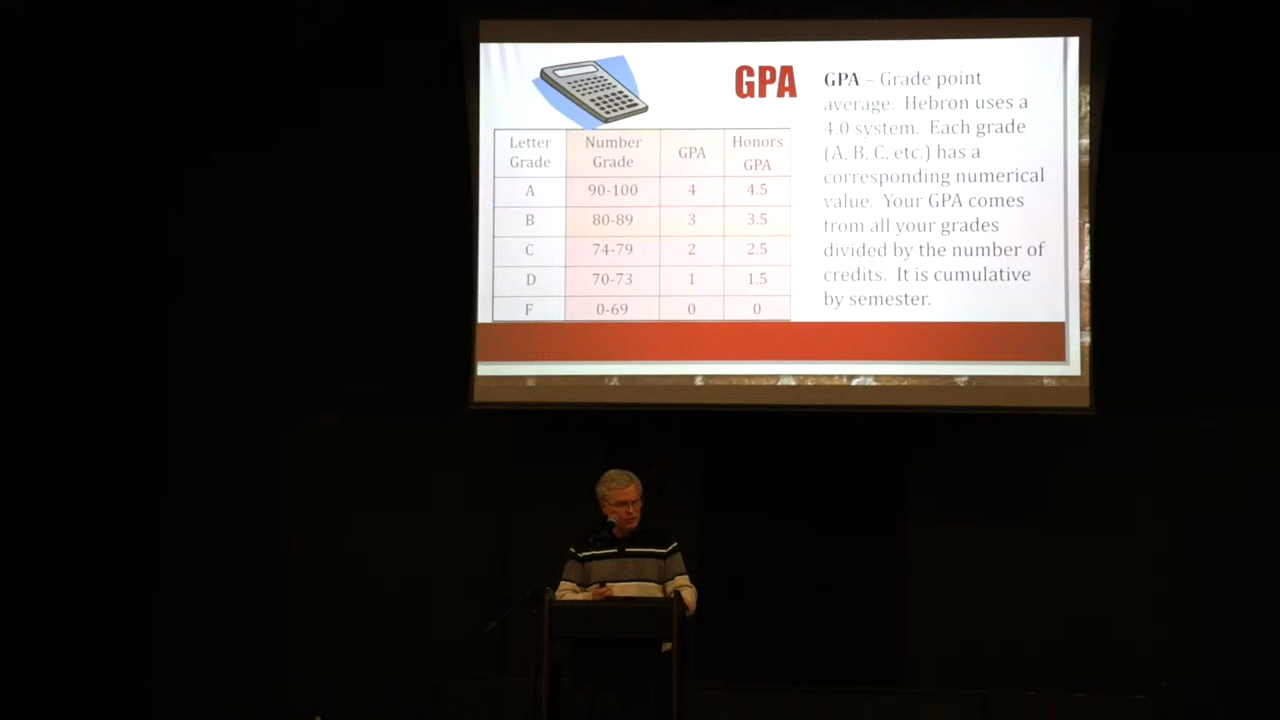 GPA
Letter Grade Number Grade GPA Honors GPA
A 90-100 4 4.5
B 80-89 3 3.5
C 74-79 2 2.5
D 70-73 1 1.5
F 0-69 0 0
GPA – Grade point
average. Hebron uses a
4.0 system. Each grade
(A, B, C, etc.) has a
corresponding numerical
value. Your GPA comes
from all your grades
divided by the number of
credits. It is cumulative
by semester.